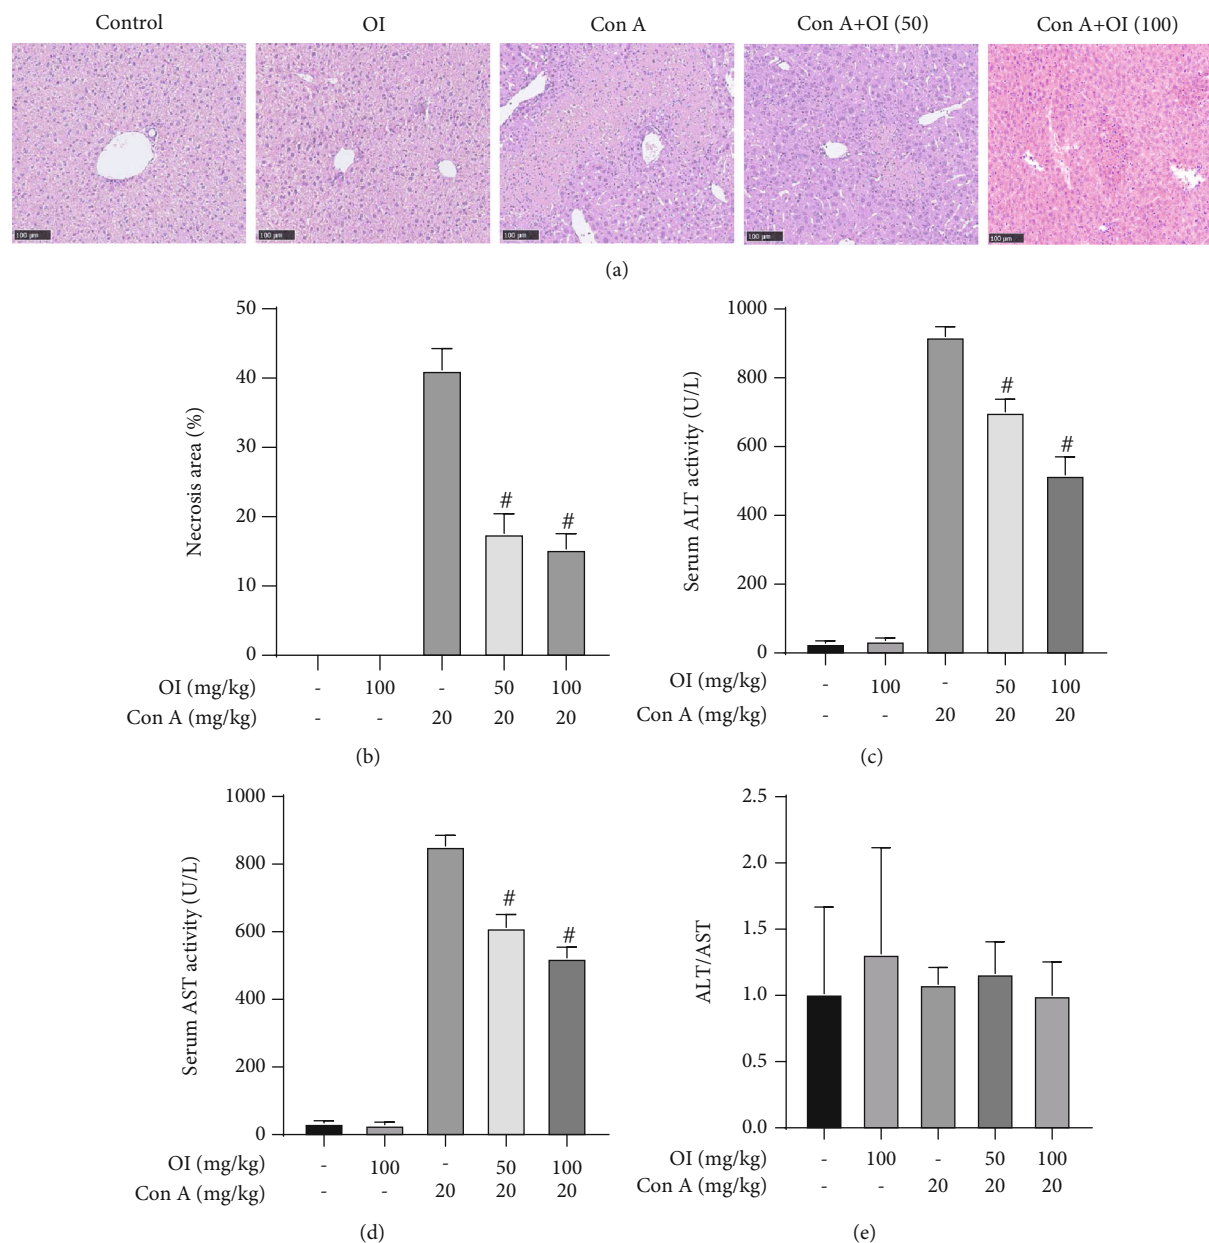 Control OI Con A Con A+OI (50) Con A+OI (100)
100 µm 100 µm 100 µm 100 µm 100 µm
(a)
50
40
30
20
10
0
Necrosis area (%)
# #
OI (mg/kg) - 100 - 50 100
Con A (mg/kg) - - 20 20 20
(b)
1000
800
600
400
200
0
Serum ALT activity (U/L)
#
#
OI (mg/kg) - 100 - 50 100
Con A (mg/kg) - - 20 20 20
(c)
1000
800
600
400
200
0
Serum AST activity (U/L)
#
#
OI (mg/kg) - 100 - 50 100
Con A (mg/kg) - - 20 20 20
(d)
2.5
2.0
1.5
1.0
0.5
0.0
ALT/AST
OI (mg/kg) - 100 - 50 100
Con A (mg/kg) - - 20 20 20
(e)